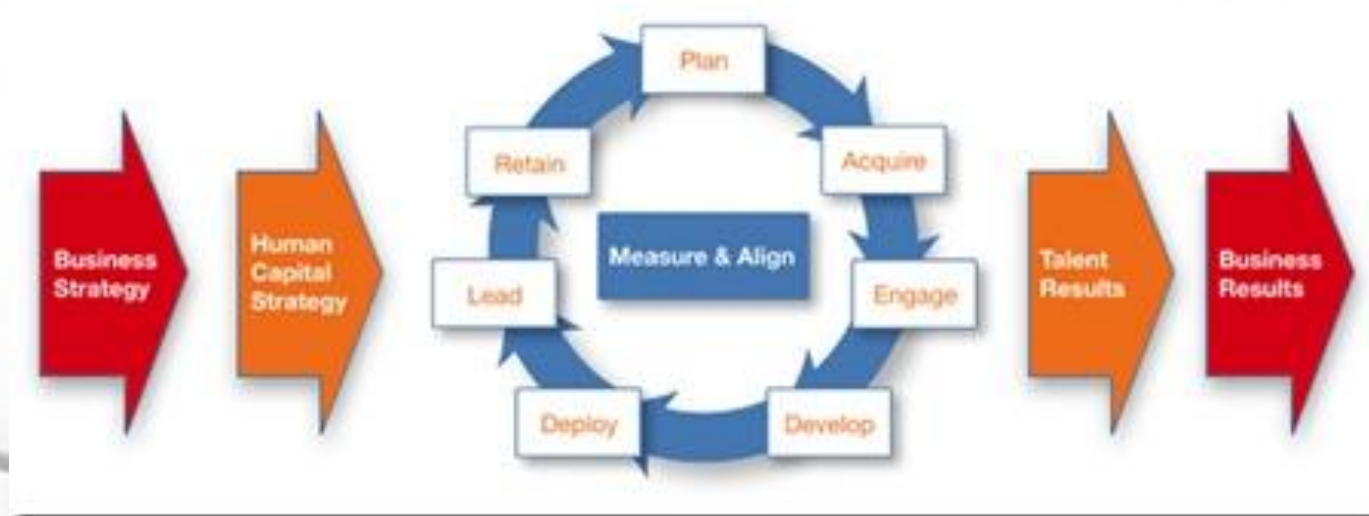 Business
Strategy
Human
Capital
Strategy
Plan
Acquire
Engage
Develop
Deploy
Lead
Retain
Measure & Align
Talent
Results
Business
Results